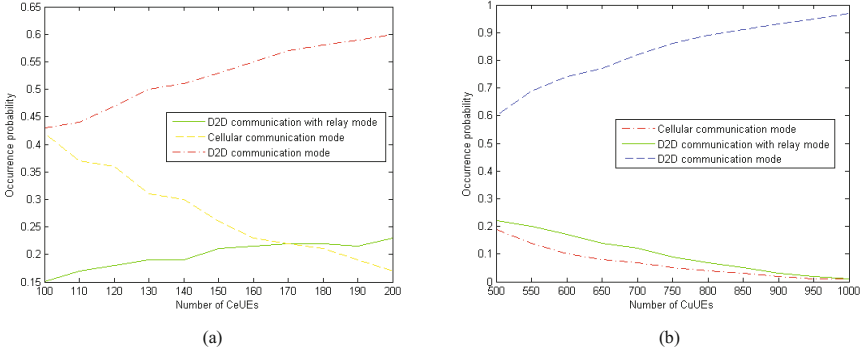 0.65
0.6
0.55
0.5
0.45
0.4
0.35
0.3
0.25
0.2
0.15
Occurrence probability
D2D communication with relay mode
Cellular communication mode
D2D communication mode
100 110 120 130 140 150 160 170 180 190 200
Number of CeUEs
(a)
1
0.9
0.8
0.7
0.6
0.5
0.4
0.3
0.2
0.1
0
Occurrence probability
Cellular communication mode
D2D communication with relay mode
D2D communication mode
500 550 600 650 700 750 800 850 900 950 1000
Number of CuUEs
(b)